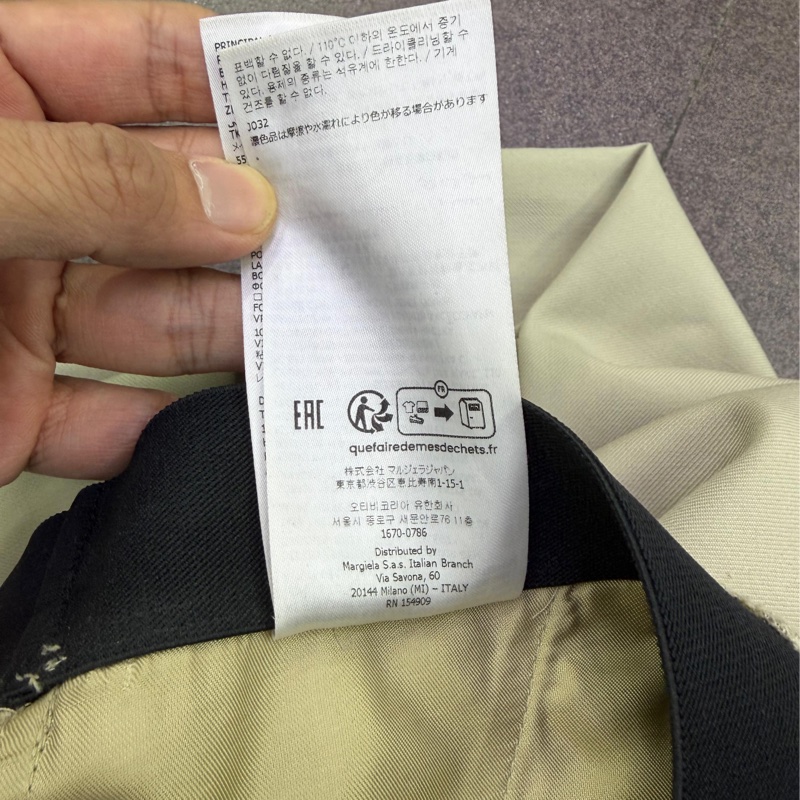 PRINCIPAL
표백할 수 없다. / 110°C 이하의 온도에서 증기
없이 다림질을 할 수 있다. / 드라이클리닝할 수
있다. 용제의 종류는 석유계에 한한다. / 기계
건조를 할 수 없다.
0032
濃色品は摩擦や水濡れにより色が移る場合があります
EAC
FR
quefairedemesdechets.fr
株式会社 マルジェラジャパン
東京都渋谷区恵比寿南1-15-1
오티비코리아 유한회사
서울시 종로구 새문안로76 11층
1670-0786
Distributed by
Margiela S.a.s. Italian Branch
Via Savona, 60
20144 Milano (MI) – ITALY
RN 154909